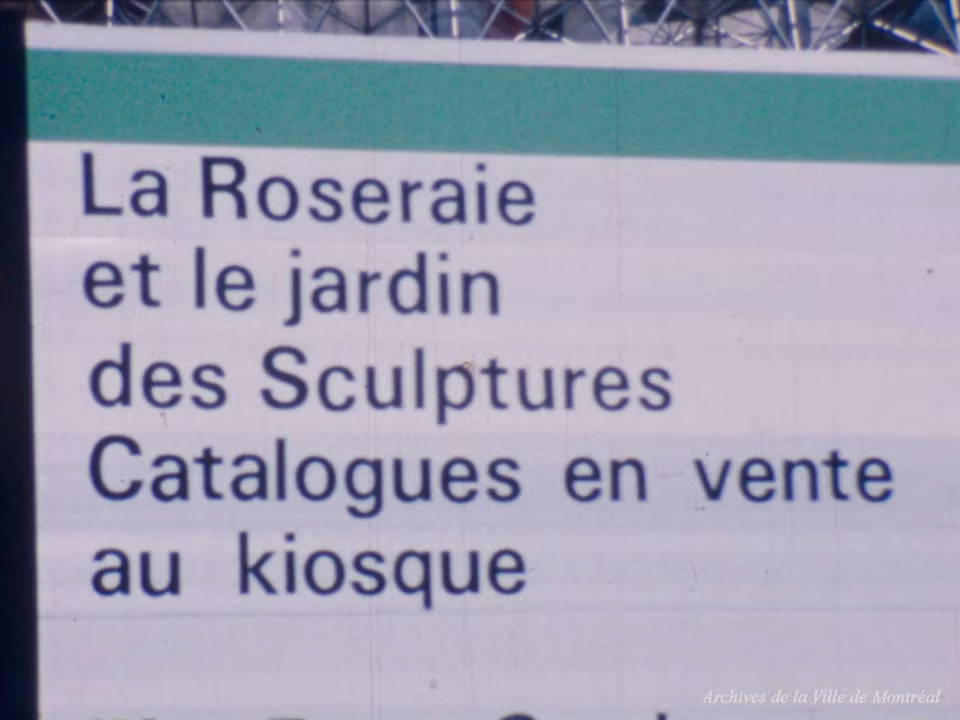 La Roseraie
et le jardin
des Sculptures
Catalogues en vente
au kiosque
Archives de la Ville de Montréal